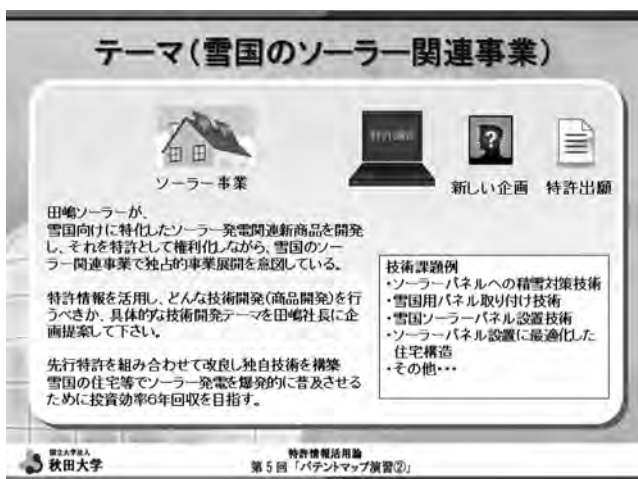 テーマ(雪国のソーラー関連事業)
ソーラー事業
新しい企画
特許出願
田嶋ソーラーが、
雪国向けに特化したソーラー発電関連新商品を開発
し、それを特許として権利化しながら、雪国のソー
ラー関連事業で独占的事業展開を意図している。
特許情報を活用し、どんな技術開発(商品開発)を行
うべきか、具体的な技術開発テーマを田嶋社長に企
画提案して下さい。
先行特許を組み合わせて改良し独自技術を構築
雪国の住宅等でソーラー発電を爆発的に普及させる
ために投資効率6年回収を目指す。
技術課題例
・ソーラーパネルへの積雪対策技術
・雪国用パネル取り付け技術
・雪国ソーラーパネル設置技術
・ソーラーパネル設置に最適化した
住宅構造
・その他・・・
国立大学法人
秋田大学
特許情報活用論
第5回「パテントマップ演習②」